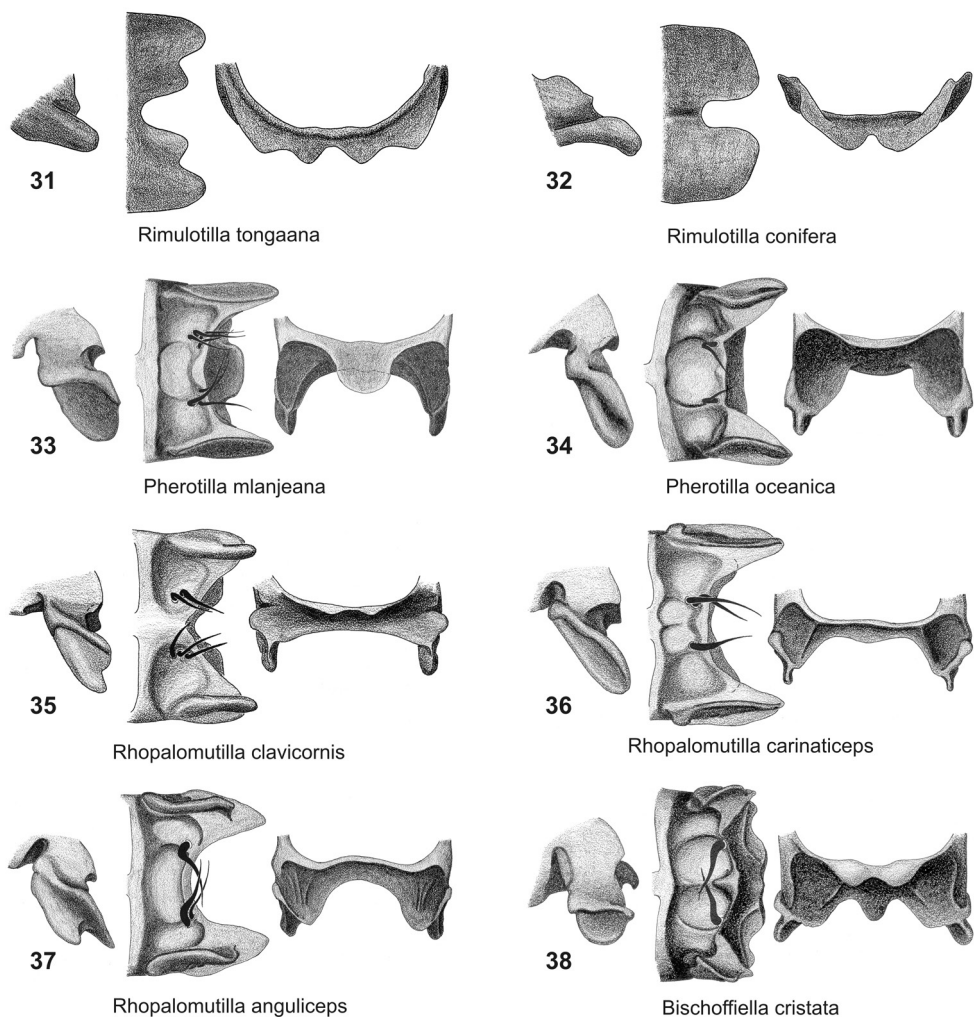 31
Rimulotilla tongaana
32
Rimulotilla conifera
33
Pherotilla mlanjeana
34
Pherotilla oceanica
35
Rhopalomutilla clavicornis
36
Rhopalomutilla carinaticeps
37
Rhopalomutilla anguliceps
38
Bischoffiella cristata